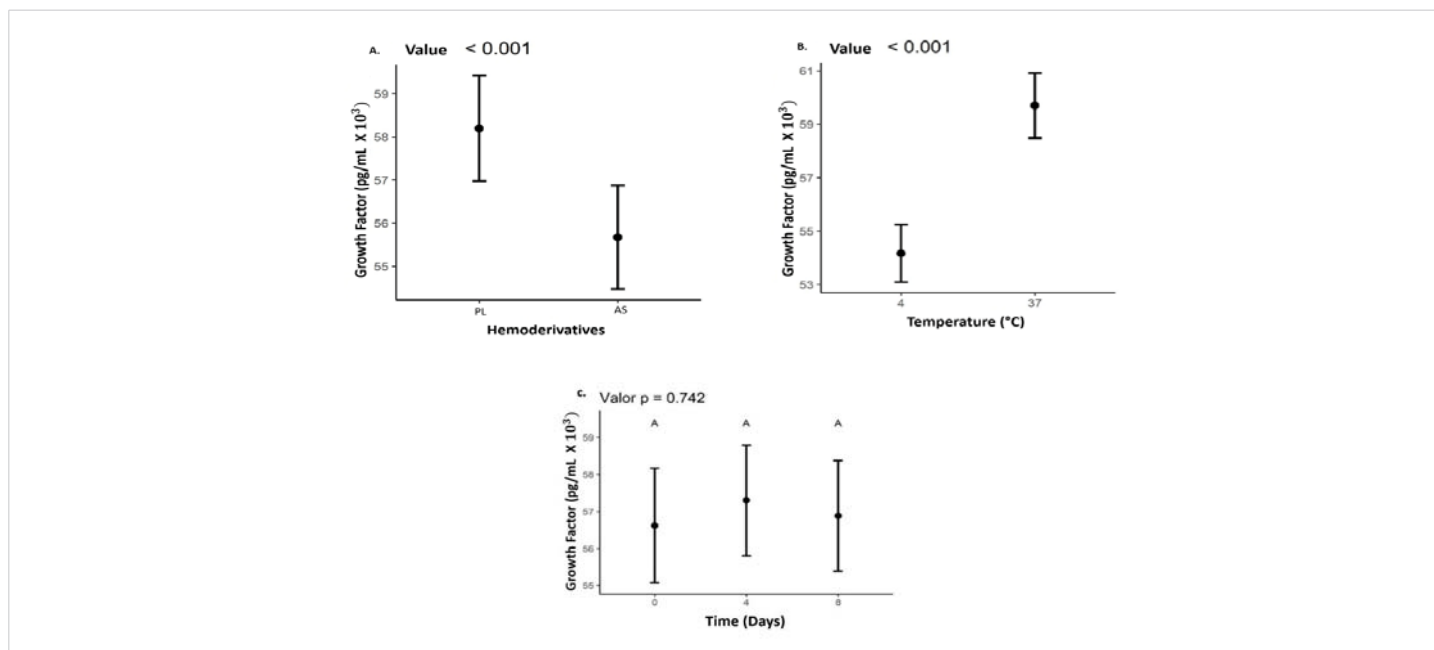 A. Value < 0.001
Growth Factor (pg/mL X 10³)
59
58
57
56
55
PL AS
Hemoderivatives
B. Value < 0.001
Growth Factor (pg/mL X 10³)
61
59
57
55
53
4 37
Temperature (°C)
c. Valor p = 0.742
A A A
Growth Factor (pg/mL X 10³)
59
58
57
56
55
0 4 8
Time (Days)